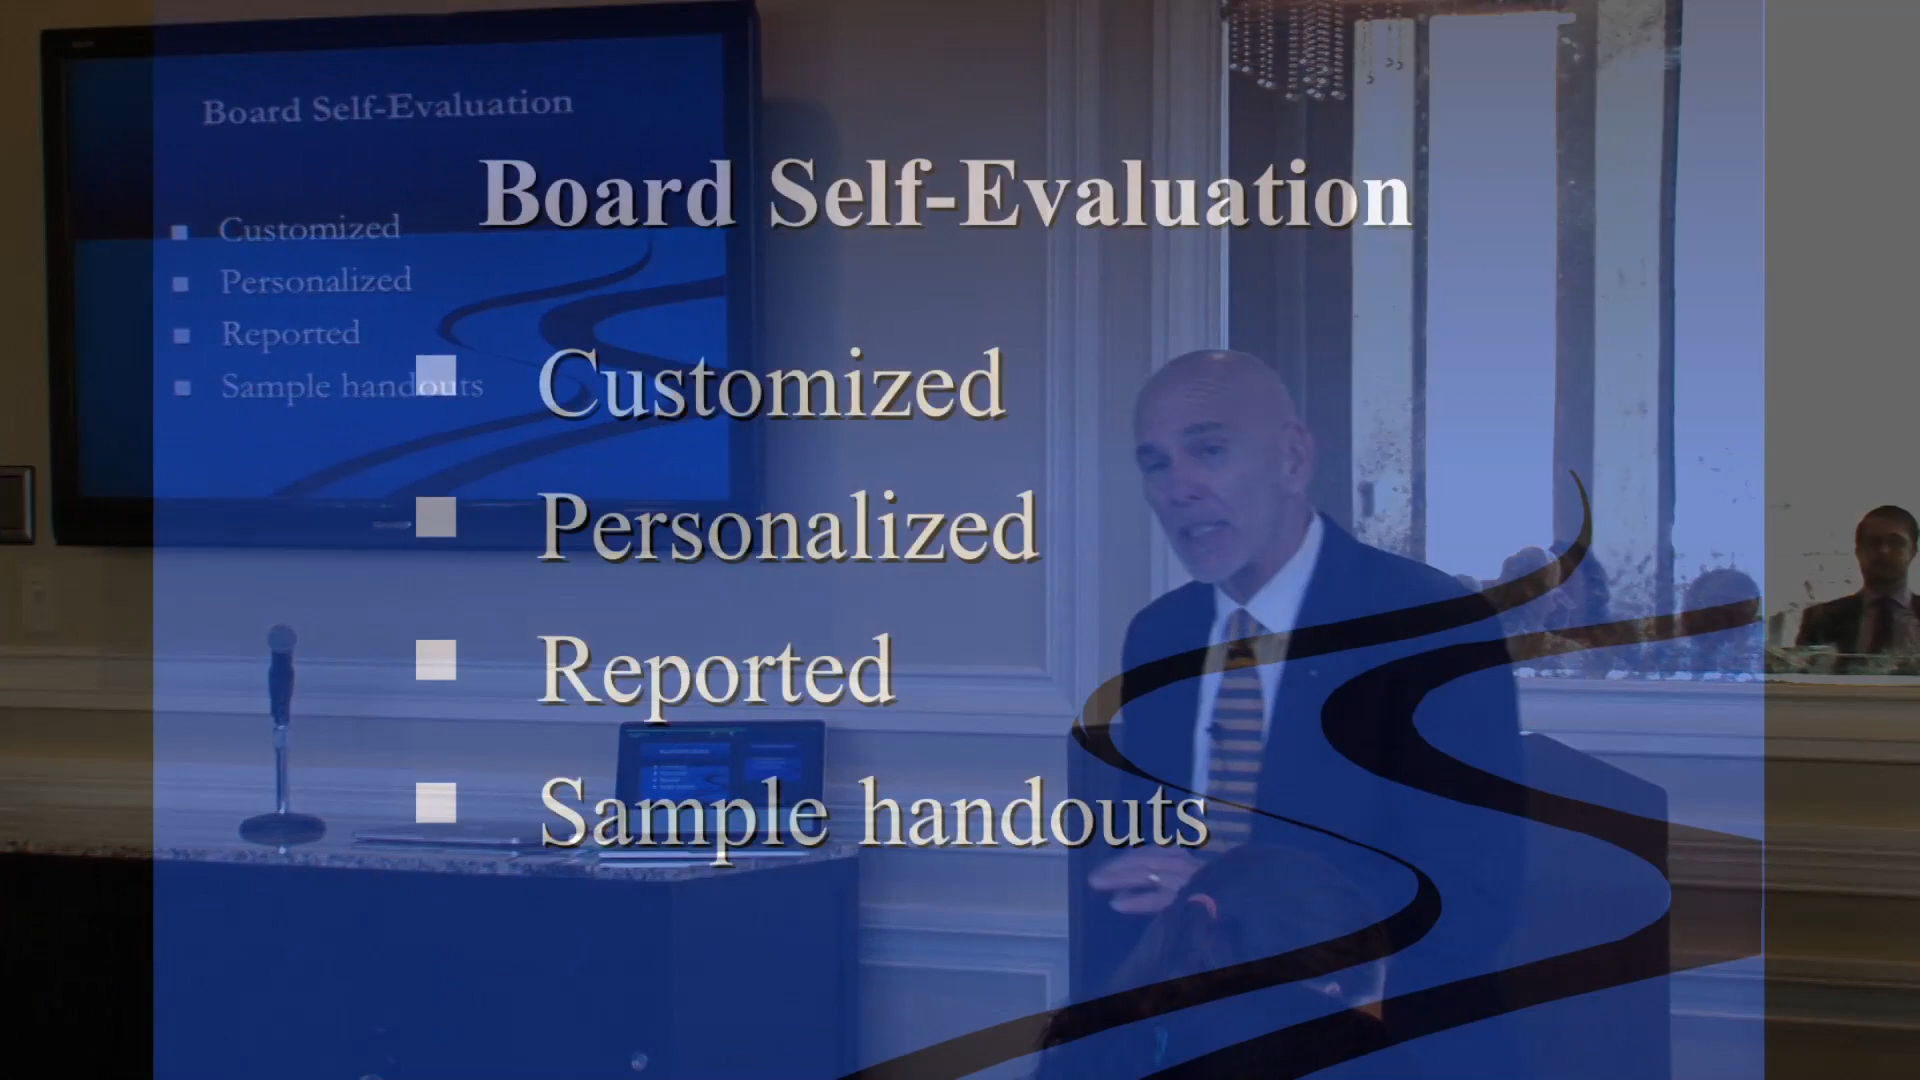 Board Self-Evaluation
Customized
Personalized
Reported
Sample handouts
Board Self-Evaluation
Customized
Personalized
Reported
Sample handouts